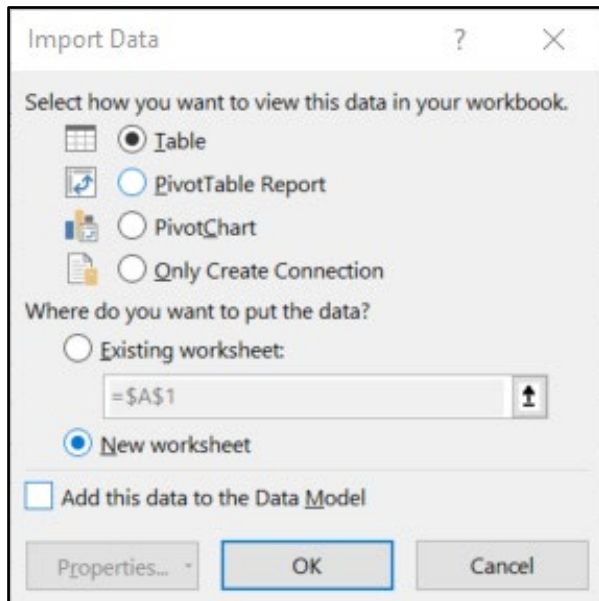 Import Data ?
Select how you want to view this data in your workbook.
Table
PivotTable Report
PivotChart
Only Create Connection
Where do you want to put the data?
Existing worksheet:
=$A$1
New worksheet
Add this data to the Data Model
Properties... OK Cancel